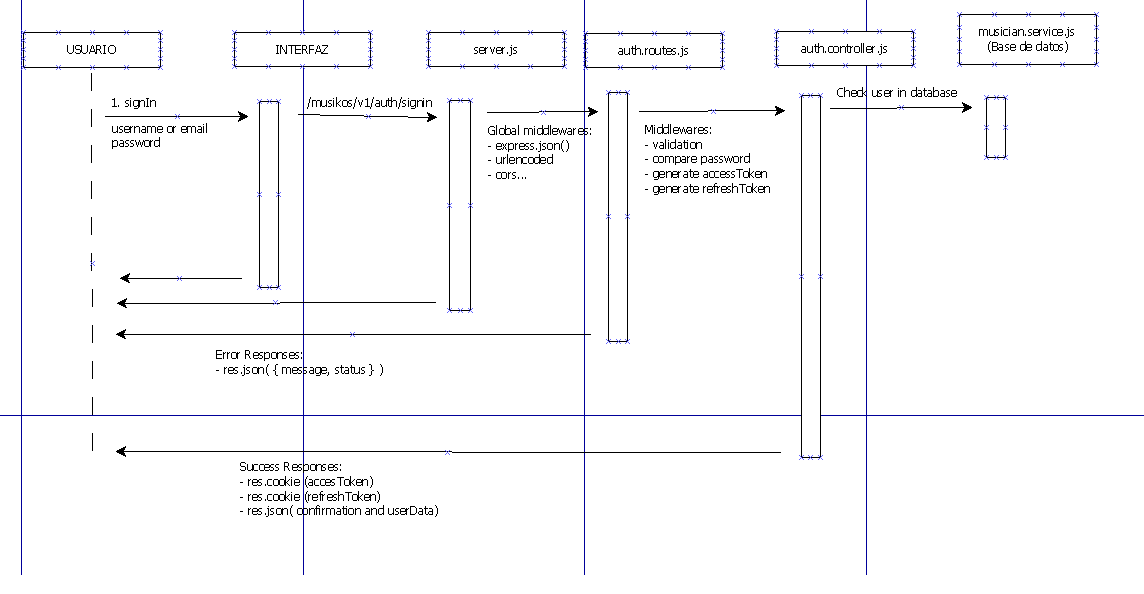 USUARIO
INTERFAZ
server.js
auth.routes.js
auth.controller.js
musician.service.js
(Base de datos)
1. signIn
username or email
password
/musikos/v1/auth/signin
Global middlewares:
- express.json()
- urlencoded
- cors...
Middlewares:
- validation
- compare password
- generate accessToken
- generate refreshToken
Check user in database
Error Responses:
- res.json( { message, status } )
Success Responses:
- res.cookie (accesToken)
- res.cookie (refreshToken)
- res.json( confirmation and userData)